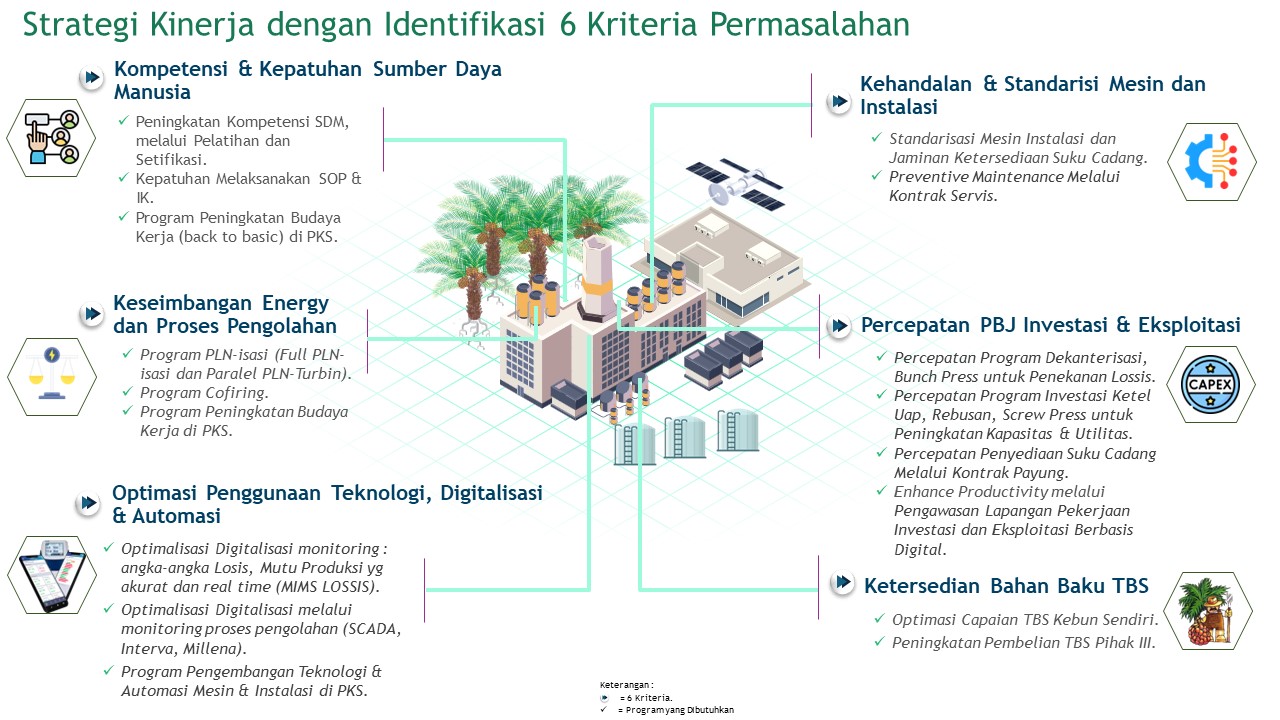 Strategi Kinerja dengan Identifikasi 6 Kriteria Permasalahan
Kompetensi & Kepatuhan Sumber Daya
Manusia
✓ Peningkatan Kompetensi SDM,
melalui Pelatihan dan
Setifikasi.
✓ Kepatuhan Melaksanakan SOP &
IK.
✓ Program Peningkatan Budaya
Kerja (back to basic) di PKS.
Keseimbangan Energy
dan Proses Pengolahan
✓ Program PLN-isasi (Full PLN-
isasi dan Paralel PLN-Turbin).
✓ Program Cofiring.
✓ Program Peningkatan Budaya
Kerja di PKS.
Optimasi Penggunaan Teknologi, Digitalisasi
& Automasi
✓ Optimalisasi Digitalisasi monitoring :
angka-angka Losis, Mutu Produksi yg
akurat dan real time (MIMS LOSSIS).
✓ Optimalisasi Digitalisasi melalui
monitoring proses pengolahan (SCADA,
Interva, Millena).
✓ Program Pengembangan Teknologi &
Automasi Mesin & Instalasi di PKS.
Kehandalan & Standarisi Mesin dan
Instalasi
✓ Standarisasi Mesin Instalasi dan
Jaminan Ketersediaan Suku Cadang.
✓ Preventive Maintenance Melalui
Kontrak Servis.
Percepatan PBJ Investasi & Eksploitasi
✓ Percepatan Program Dekanterisasi,
Bunch Press untuk Penekanan Lossis.
✓ Percepatan Program Investasi Ketel
Uap, Rebusan, Screw Press untuk
Peningkatan Kapasitas & Utilitas.
✓ Percepatan Penyediaan Suku Cadang
Melalui Kontrak Payung.
✓ Enhance Productivity melalui
Pengawasan Lapangan Pekerjaan
Investasi dan Eksploitasi Berbasis
Digital.
CAPEX
Ketersedian Bahan Baku TBS
✓ Optimasi Capaian TBS Kebun Sendiri.
✓ Peningkatan Pembelian TBS Pihak III.
Keterangan :
= 6 Kriteria.
✓ = Program yang Dibutuhkan